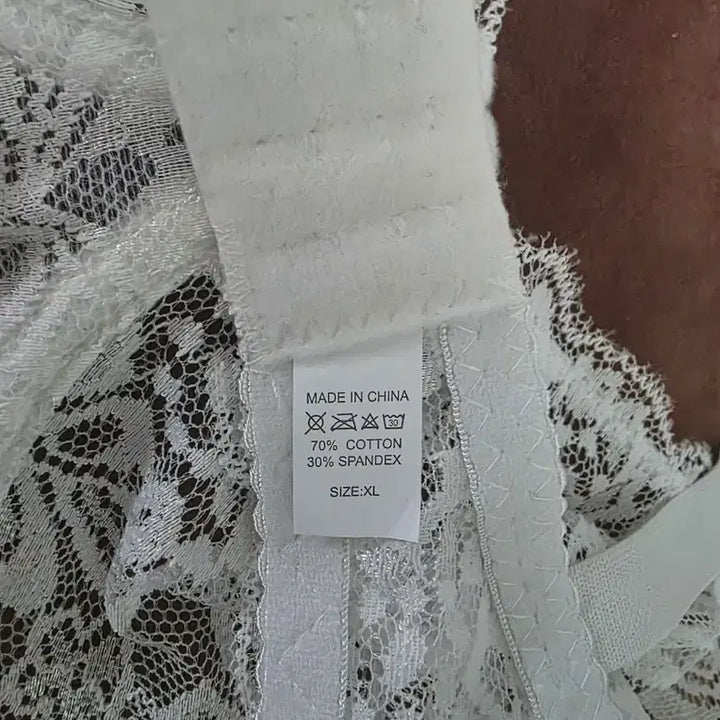 MADE IN CHINA
30
70% COTTON
30% SPANDEX
SIZE:XL